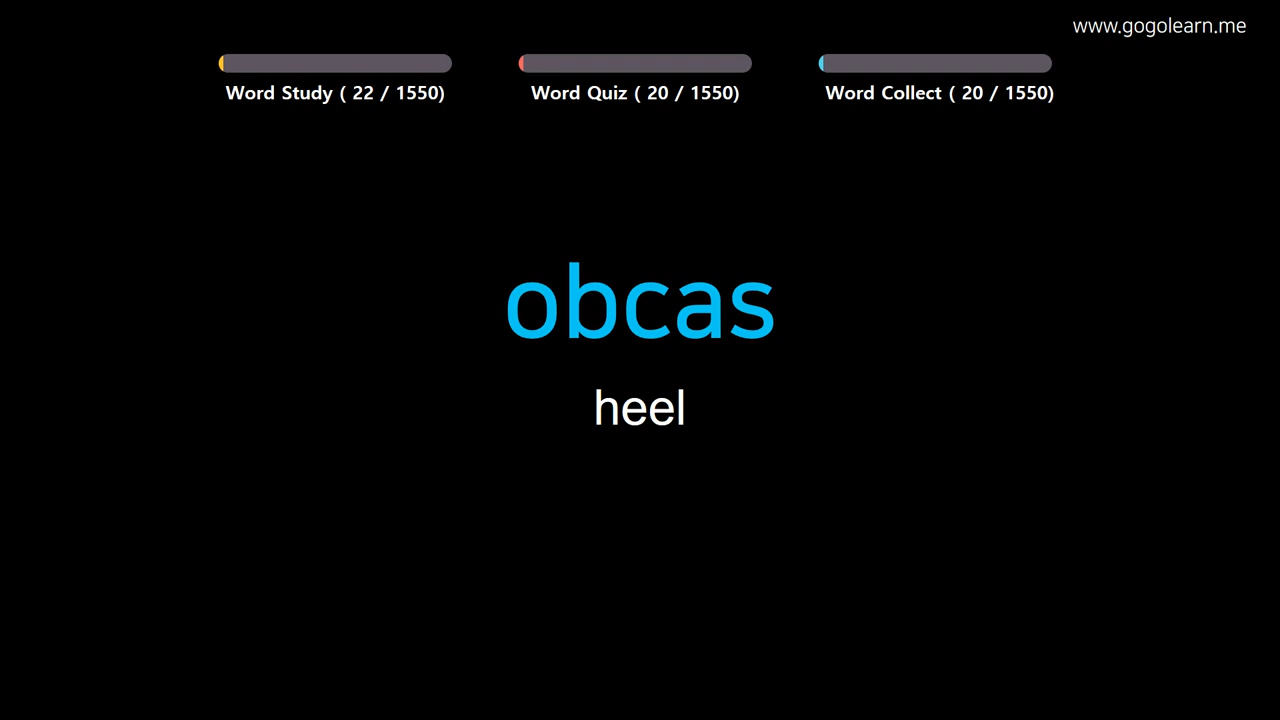 www.gogolearn.me
Word Study ( 22 / 1550)
Word Quiz ( 20 / 1550)
Word Collect ( 20 / 1550)
obcas
heel